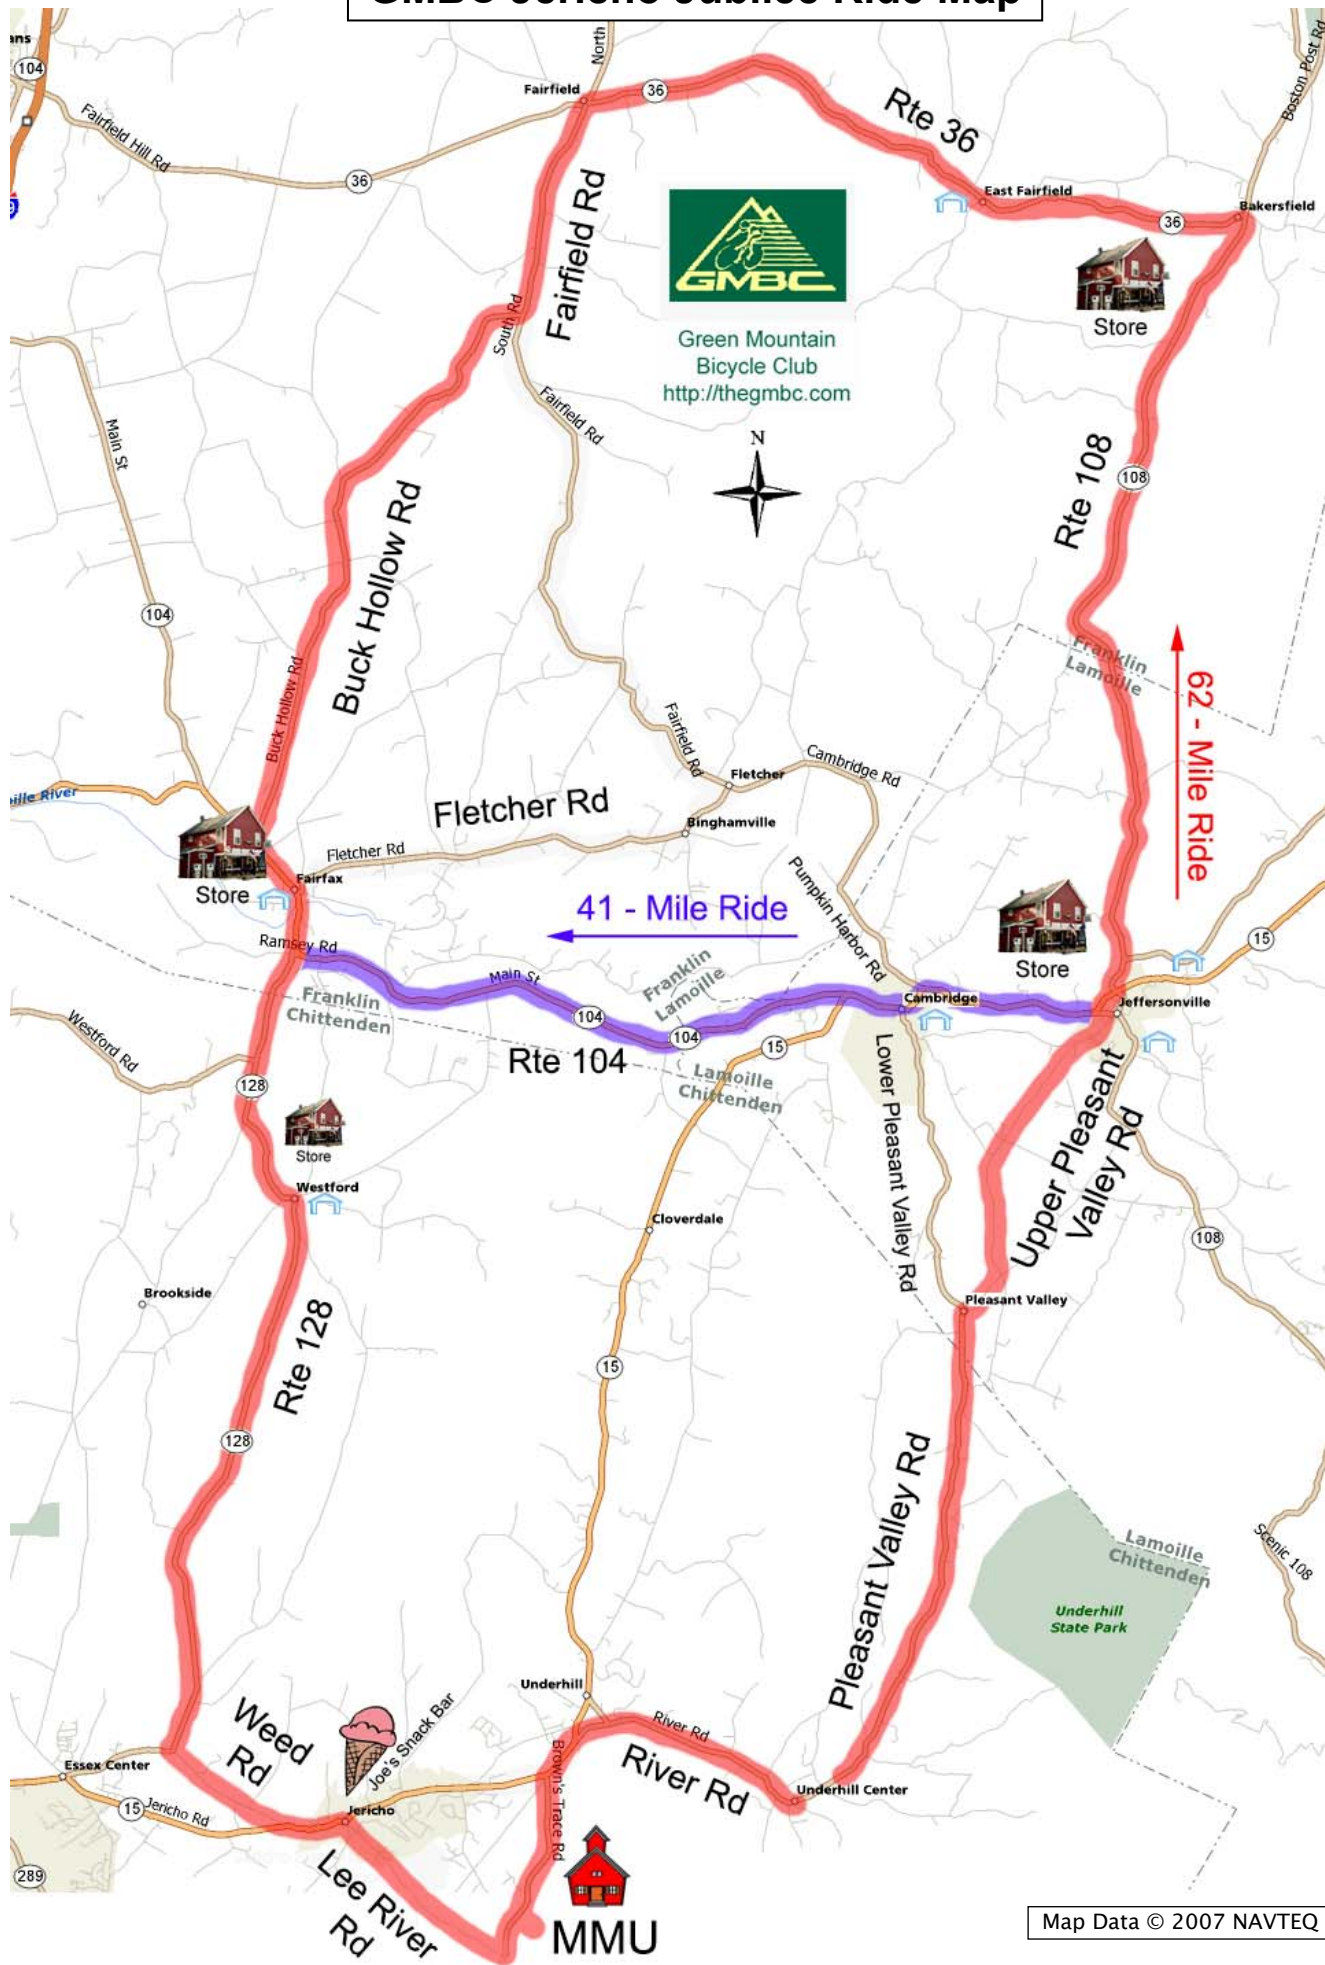 GMBC Jericho Jubilee Ride Map
ans
104
North
Boston Post Rd
Fairfield
36
Rte 36
Fairfield Hill Rd
36
Fairfield Rd
East Fairfield
Bakersfield
36
GMBC
Store
Green Mountain
Bicycle Club
http://thegmbc.com
South Rd
Fairfield Rd
Main St
N
Rte 108
108
Buck Hollow Rd
104
Franklin
Lamoille
Buck Hollow Rd
62 - Mile Ride
Fairfield Rd
Cambridge Rd
Fletcher
ille River
Fletcher Rd
Binghamville
Fletcher Rd
Store
Fairfax
Pumpkin Harbor Rd
41 - Mile Ride
Store
15
Ramsey Rd
Main St
Franklin
Lamoille
Franklin
Chittenden
Cambridge
Jeffersonville
104
104
15
Rte 104
Westford Rd
Lamoille
Chittenden
128
Lower Pleasant Valley Rd
Upper Pleasant
Valley Rd
Store
Westford
Cloverdale
108
Brookside
Pleasant Valley
Rte 128
15
128
Pleasant Valley Rd
Lamoille
Chittenden
Scenic 108
Underhill
State Park
Underhill
Weed
Rd
Joe's Snack Bar
River Rd
River Rd
Brown's Trace Rd
Essex Center
Underhill Center
15
Jericho Rd
Jericho
289
Lee River
Rd
MMU
Map Data © 2007 NAVTEQ